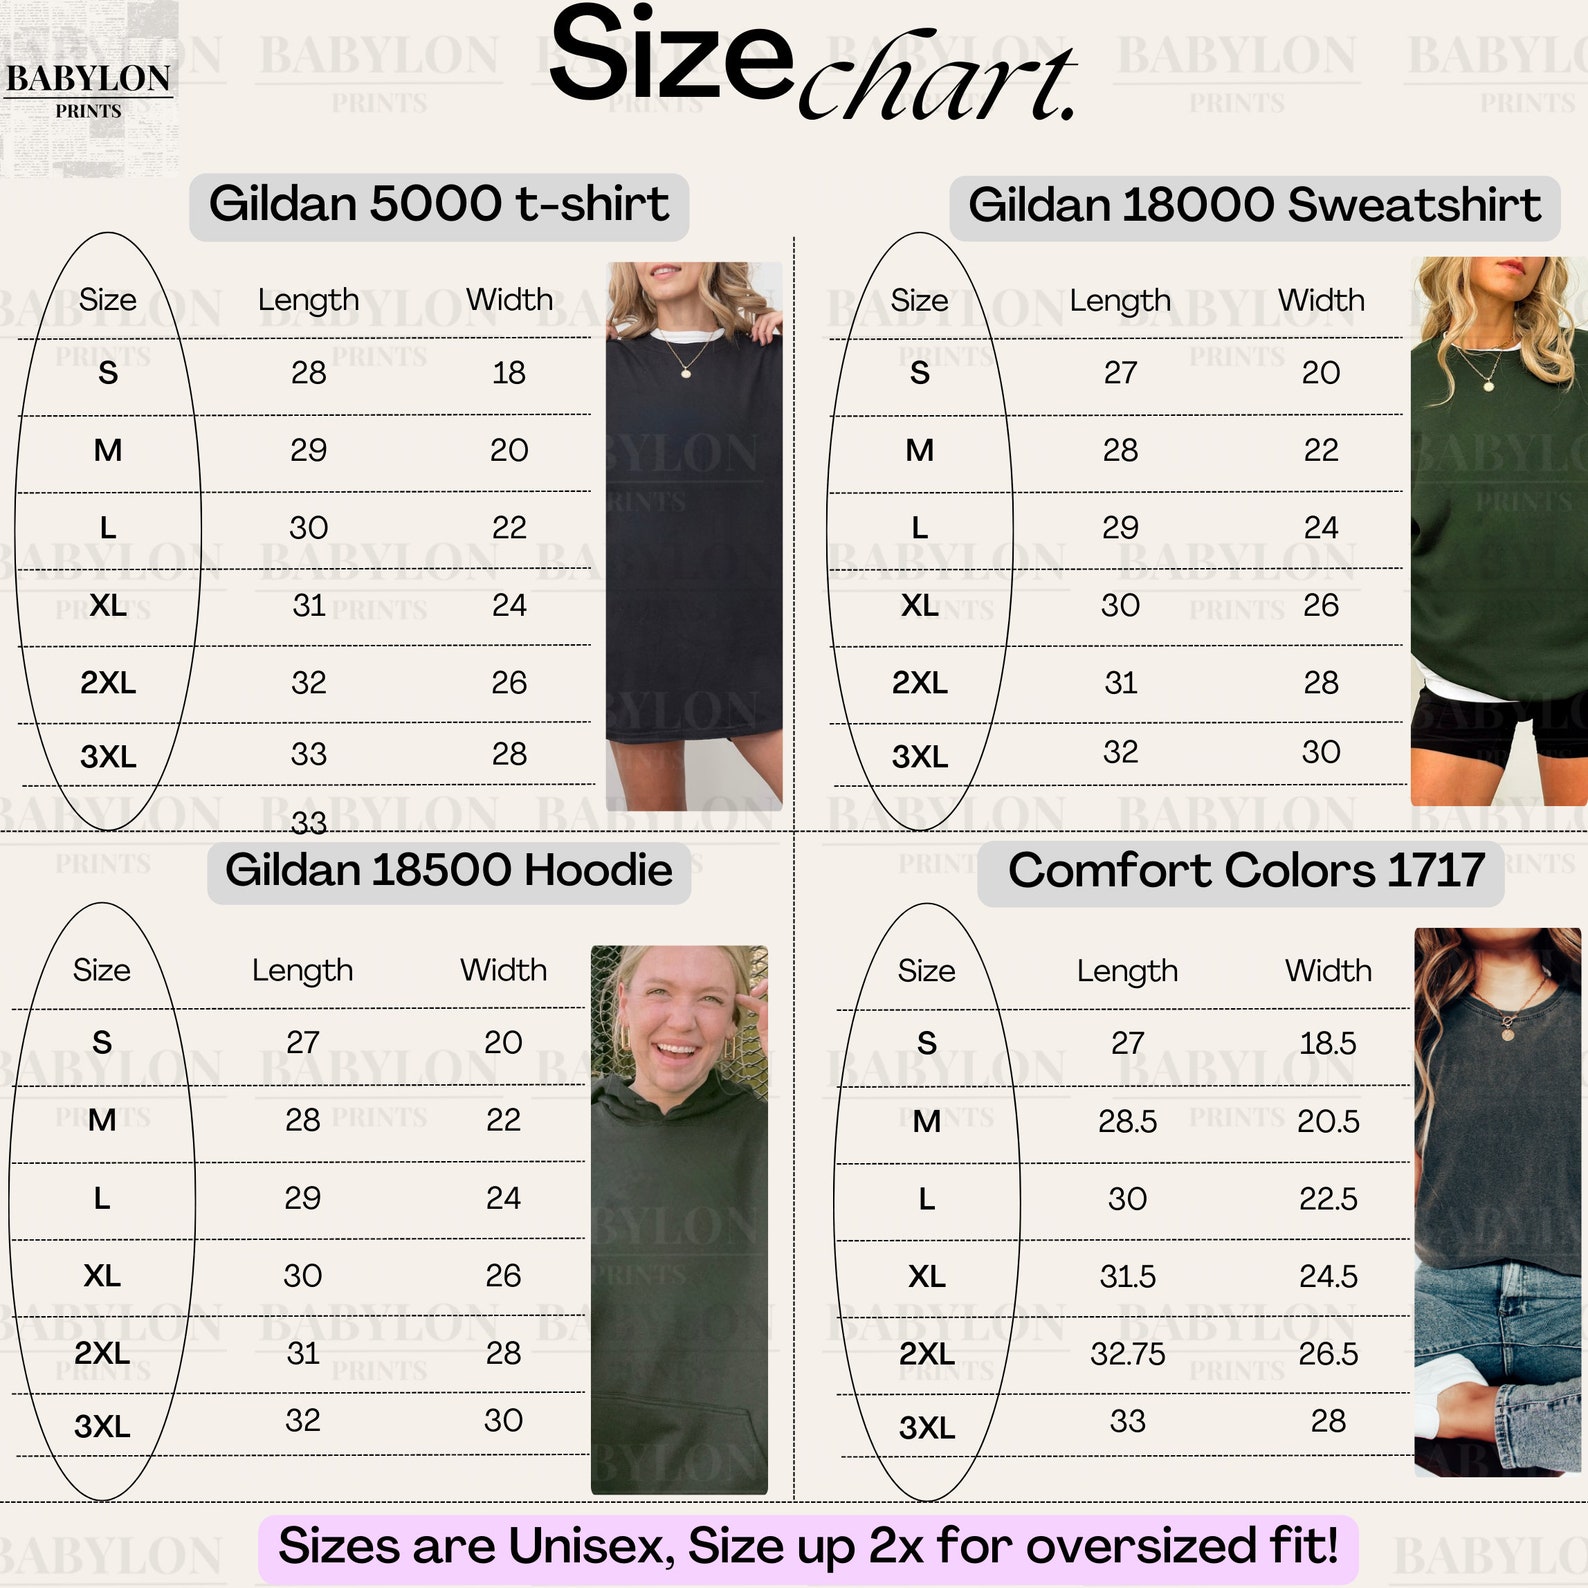 BABYLON
PRINTS
Size chart.
Gildan 5000 t-shirt
Size Length Width
S 28 18
M 29 20
L 30 22
XL 31 24
2XL 32 26
3XL 33 28
33
Gildan 18000 Sweatshirt
Size Length Width
S 27 20
M 28 22
L 29 24
XL 30 26
2XL 31 28
3XL 32 30
Gildan 18500 Hoodie
Size Length Width
S 27 20
M 28 22
L 29 24
XL 30 26
2XL 31 28
3XL 32 30
Comfort Colors 1717
Size Length Width
S 27 18.5
M 28.5 20.5
L 30 22.5
XL 31.5 24.5
2XL 32.75 26.5
3XL 33 28
Sizes are Unisex, Size up 2x for oversized fit!